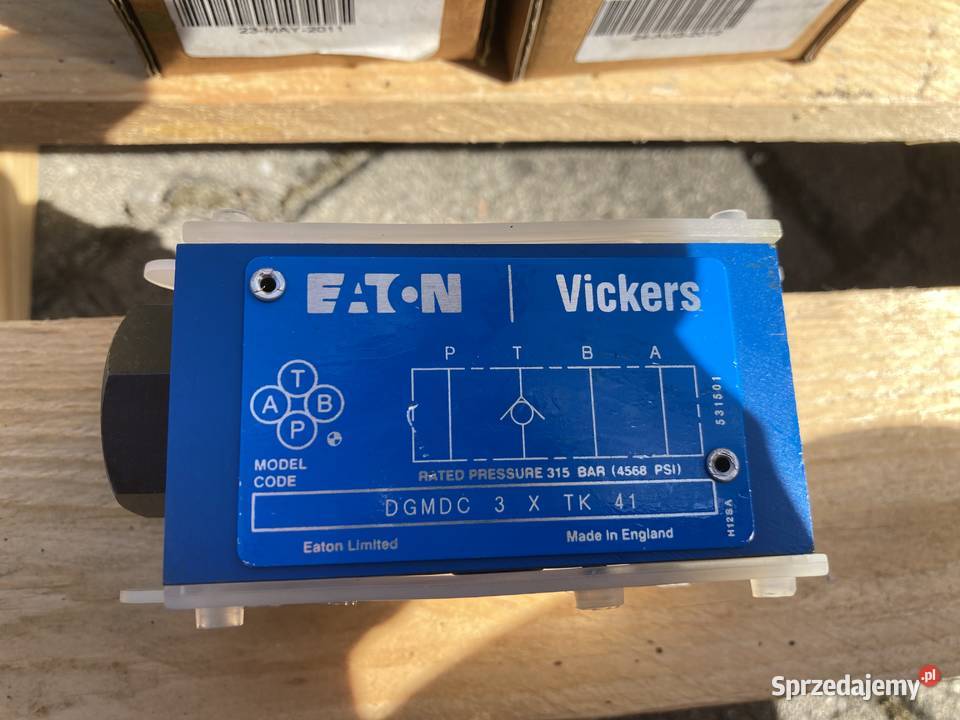 23-MAY-2011
EATON Vickers
P T B A
T
A B
P
531501
MODEL
CODE
RATED PRESSURE 315 BAR (4568 PSI)
DGMDC 3 X TK 41
H12SA
Eaton Limited Made in England
Sprzedajemy.pl